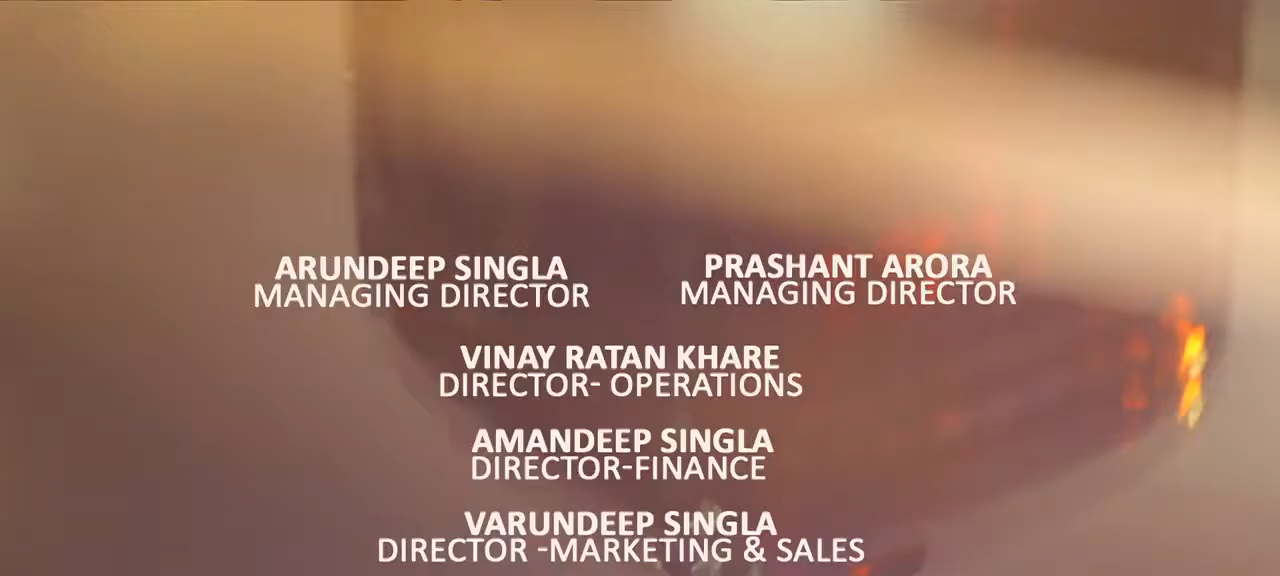 ARUNDEEP SINGLA
MANAGING DIRECTOR
PRASHANT ARORA
MANAGING DIRECTOR
VINAY RATAN KHARE
DIRECTOR- OPERATIONS
AMANDEEP SINGLA
DIRECTOR-FINANCE
VARUNDEEP SINGLA
DIRECTOR -MARKETING & SALES